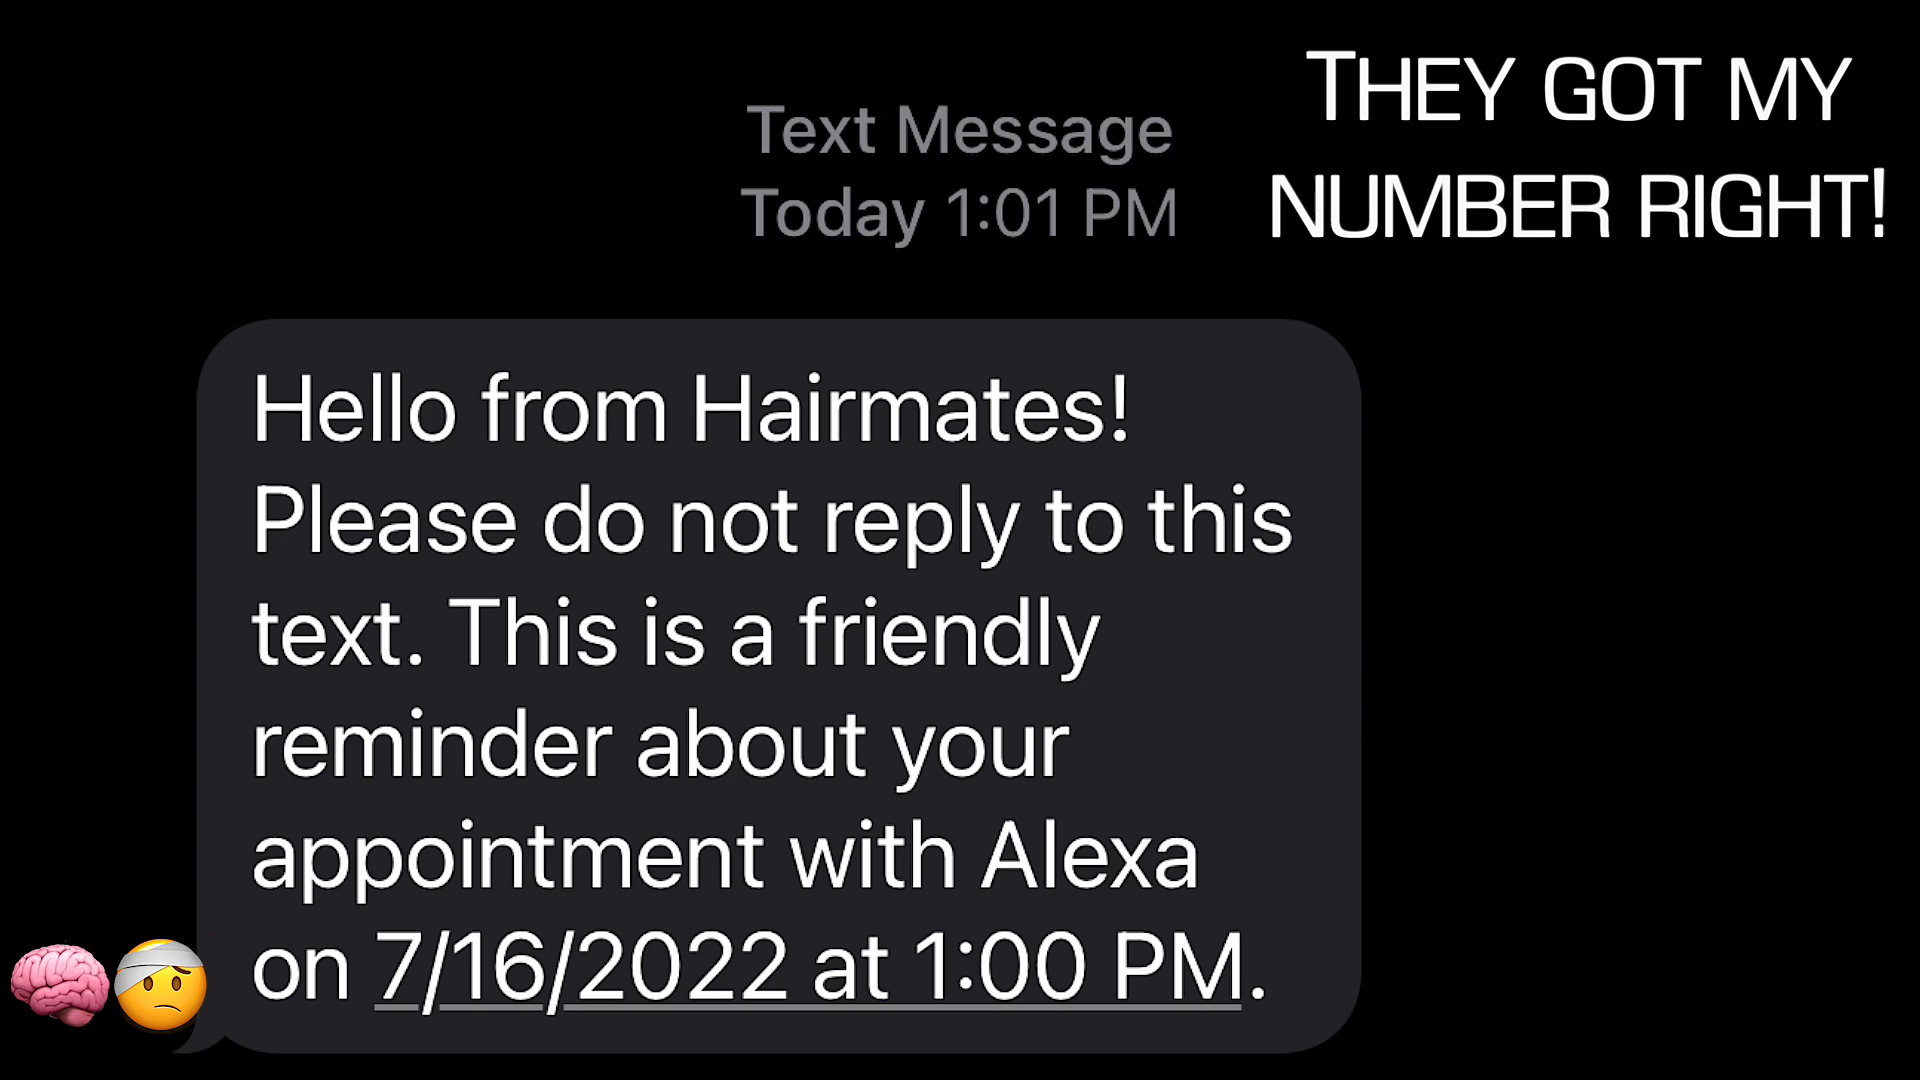 THEY GOT MY
NUMBER RIGHT!
Text Message
Today 1:01 PM
Hello from Hairmates!
Please do not reply to this
text. This is a friendly
reminder about your
appointment with Alexa
on 7/16/2022 at 1:00 PM.